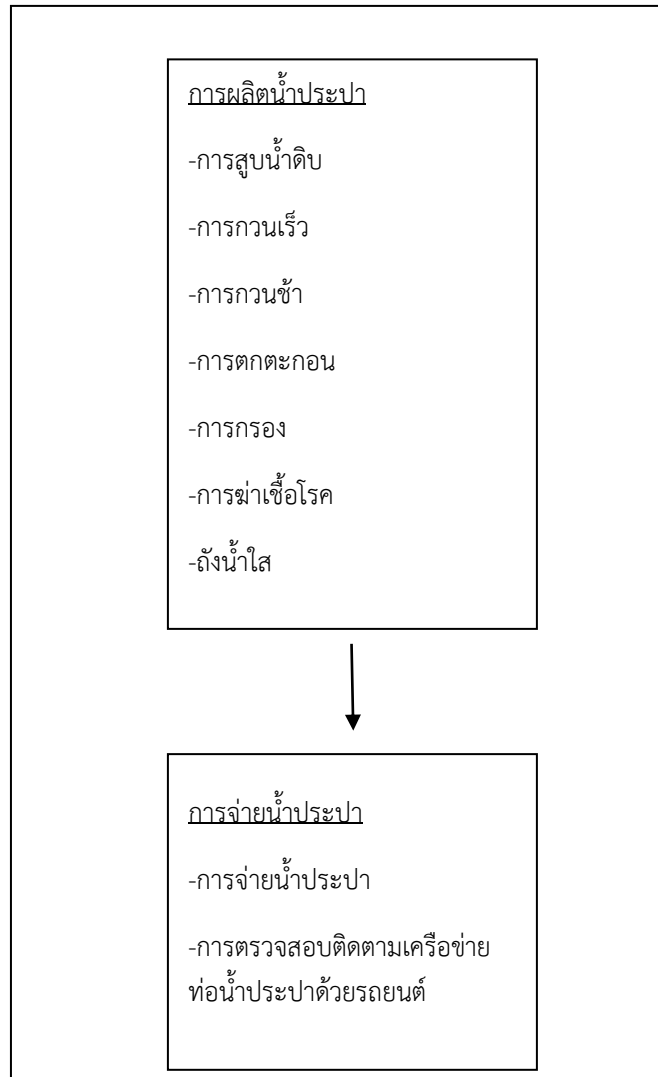 การผลิตน้ำประปา
-การสูบน้ำดิบ
-การกวนเร็ว
-การกวนช้า
-การตกตะกอน
-การกรอง
-การฆ่าเชื้อโรค
-ถังน้ำใส
การจ่ายน้ำประปา
-การจ่ายน้ำประปา
-การตรวจสอบติดตามเครือข่าย
ท่อน้ำประปาด้วยรถยนต์